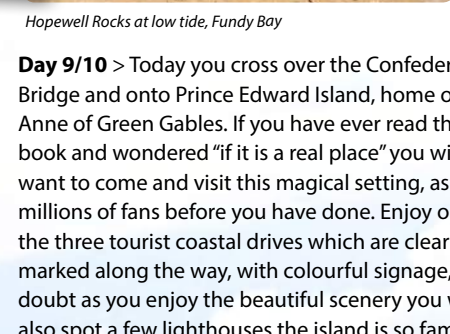 Hopewell Rocks at low tide, Fundy Bay
Day 9/10 > Today you cross over the
Bridge and onto Prince Edward Island, home
Anne of Green Gables. If you have ever read
book and wondered “if it is a real place” you
want to come and visit this magical setting, as
millions of fans before you have done. Enjoy
the three tourist coastal drives which are
marked along the way, with colourful signage,
doubt as you enjoy the beautiful scenery you
also spot a few lighthouses the island is so